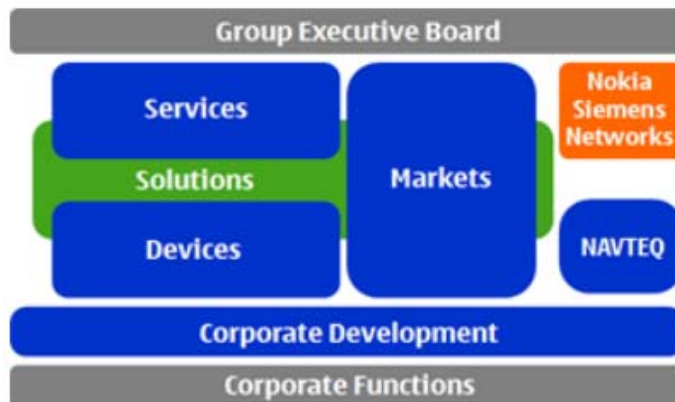 Group Executive Board
Services
Solutions
Devices
Markets
Nokia
Siemens
Networks
NAVTEQ
Corporate Development
Corporate Functions